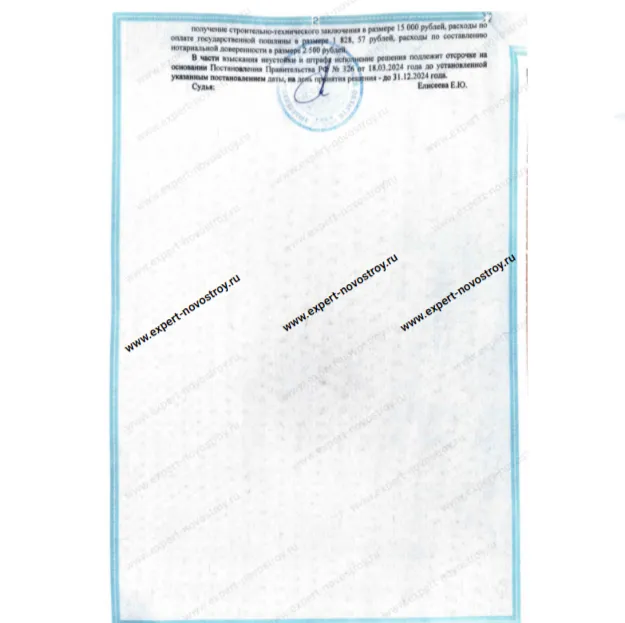 получение строительно-технического заключения в размере 15 000 рублей, расходы по
оплате государственной пошлины в размере 1 828, 57 рублей, расходы по составлению
нотариальной доверенности в размере 2 500 рублей.
В части взыскания неустойки и штрафа исполнение решения подлежит отсрочке на
основании Постановления Правительства РФ № 326 от 18.03.2024 года до установленной
указанным постановлением даты, на день принятия решения - до 31.12.2024 года.
Судья: Елисеева Е.Ю.
www.expert-novostroy.ru
www.expert-novostroy.ru
www.expert-novostroy.ru